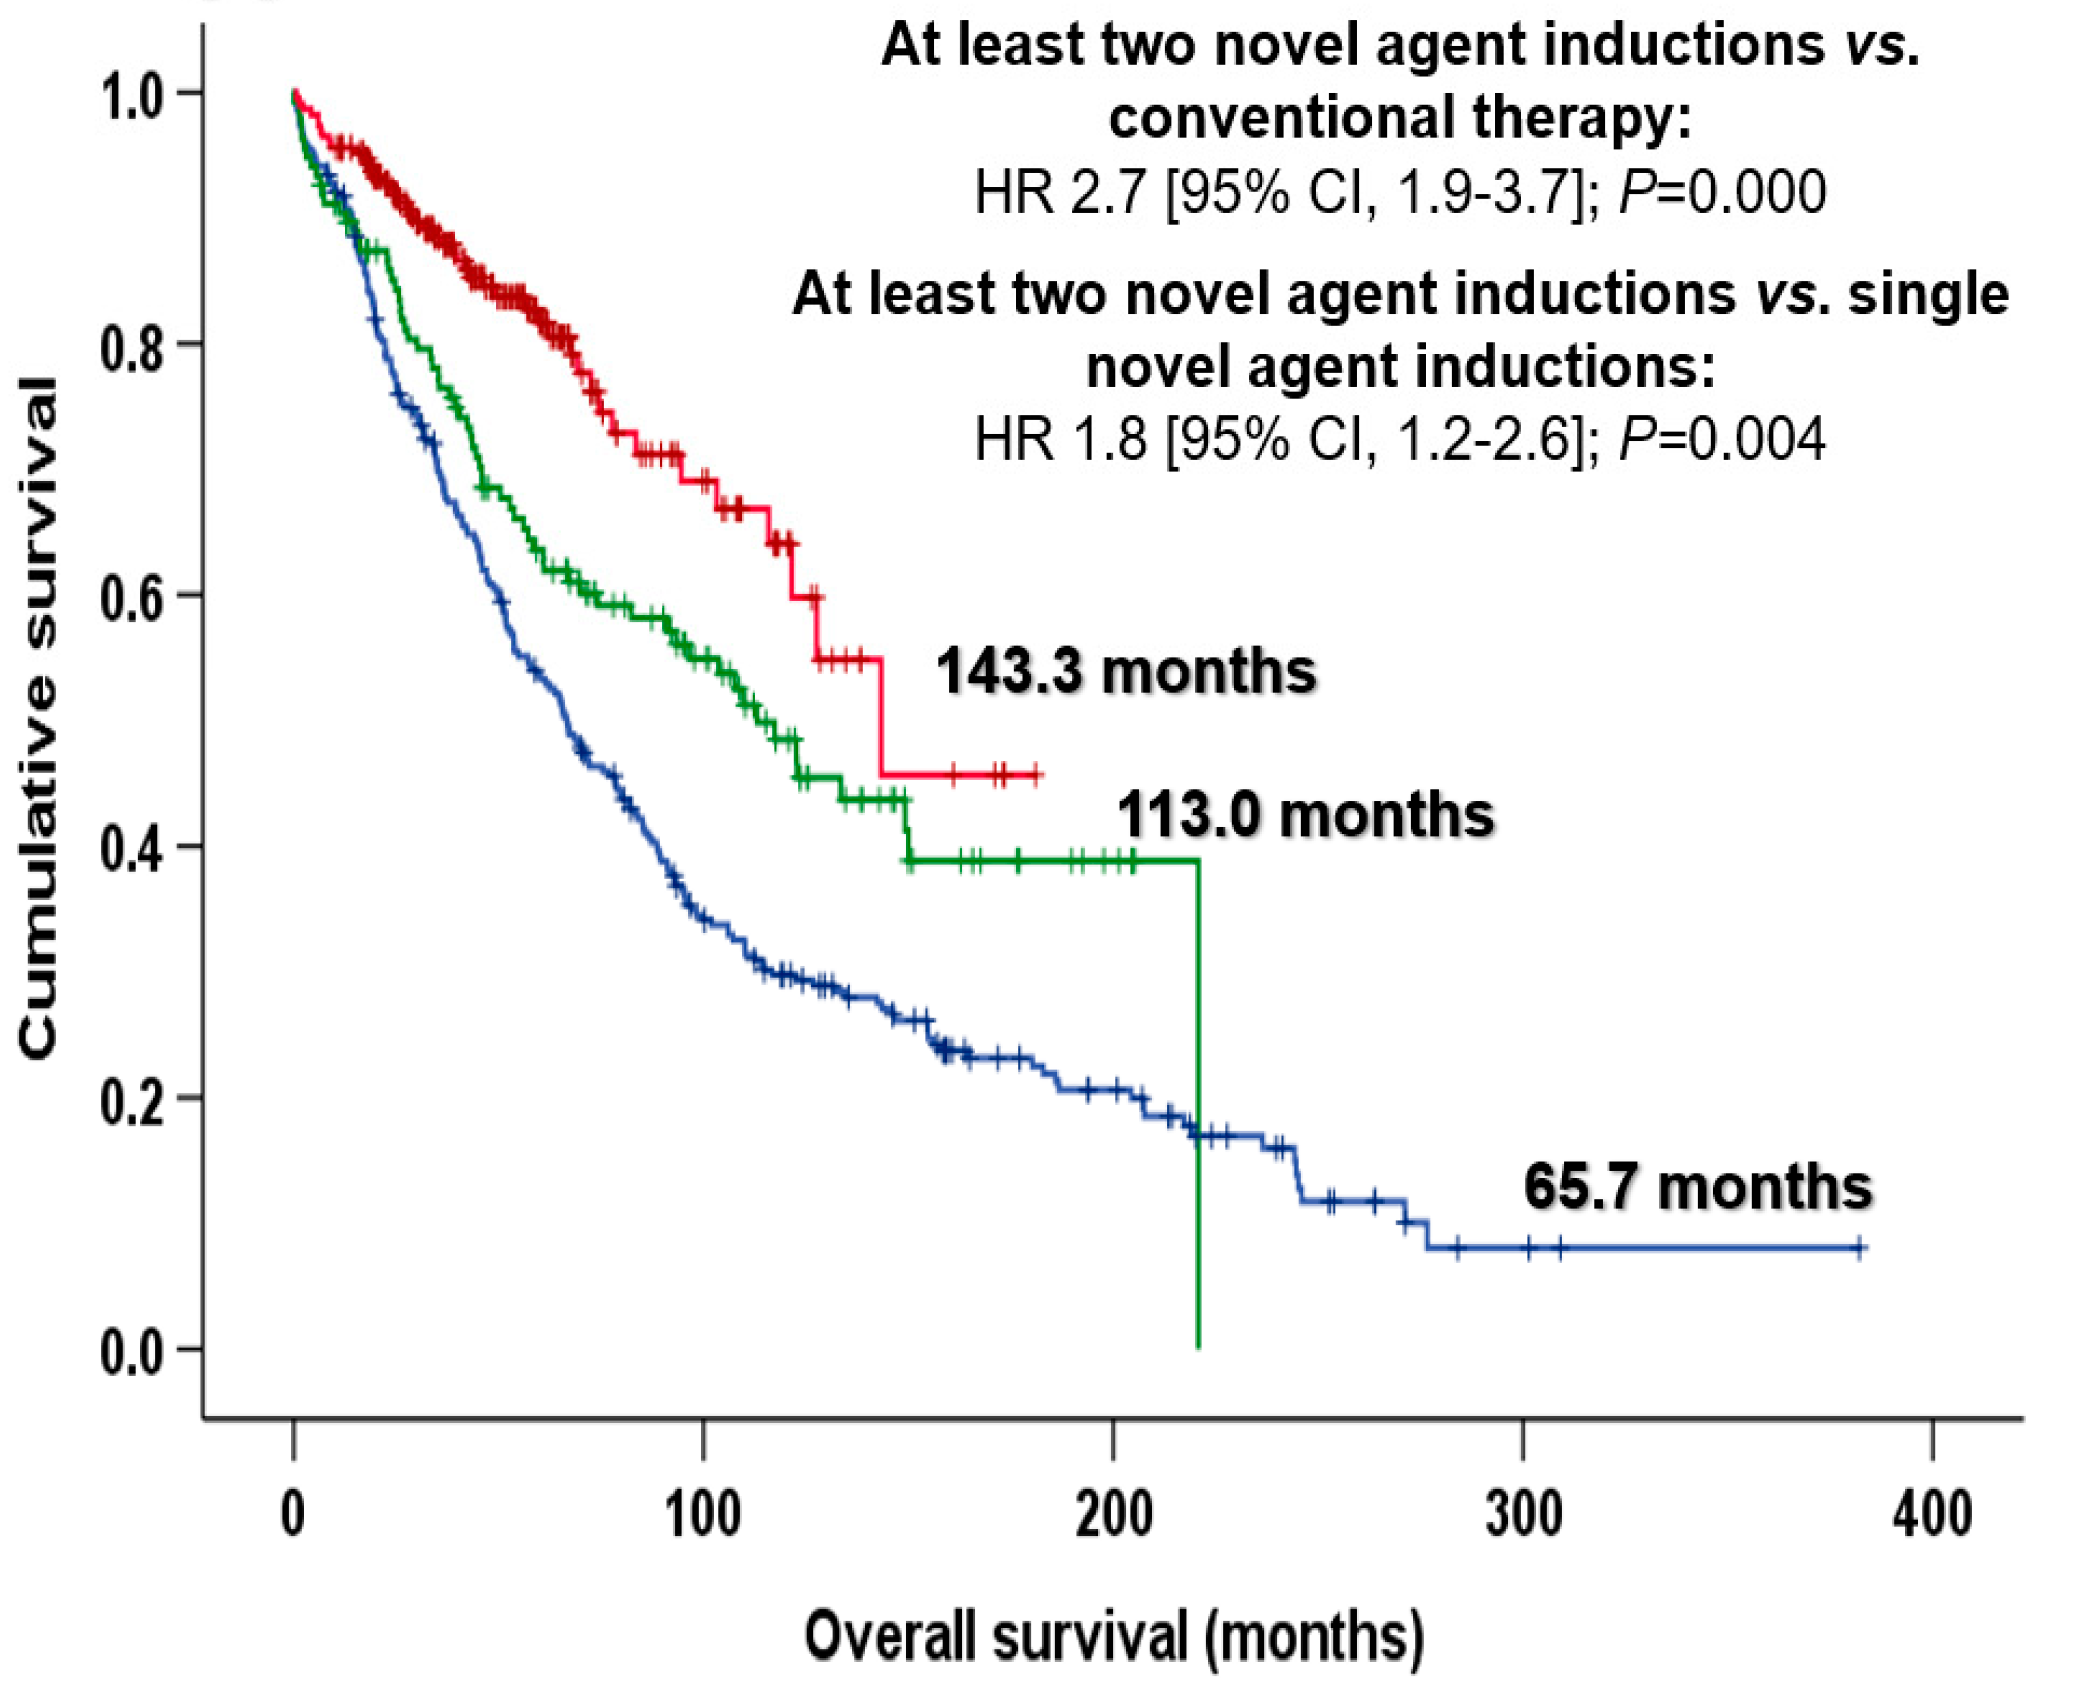 At least two novel agent inductions vs.
conventional therapy:
HR 2.7 [95% CI, 1.9-3.7]; P=0.000
At least two novel agent inductions vs. single
novel agent inductions:
HR 1.8 [95% CI, 1.2-2.6]; P=0.004
Cumulative survival
1.0
0.8
0.6
0.4
0.2
0.0
143.3 months
113.0 months
65.7 months
0 100 200 300 400
Overall survival (months)